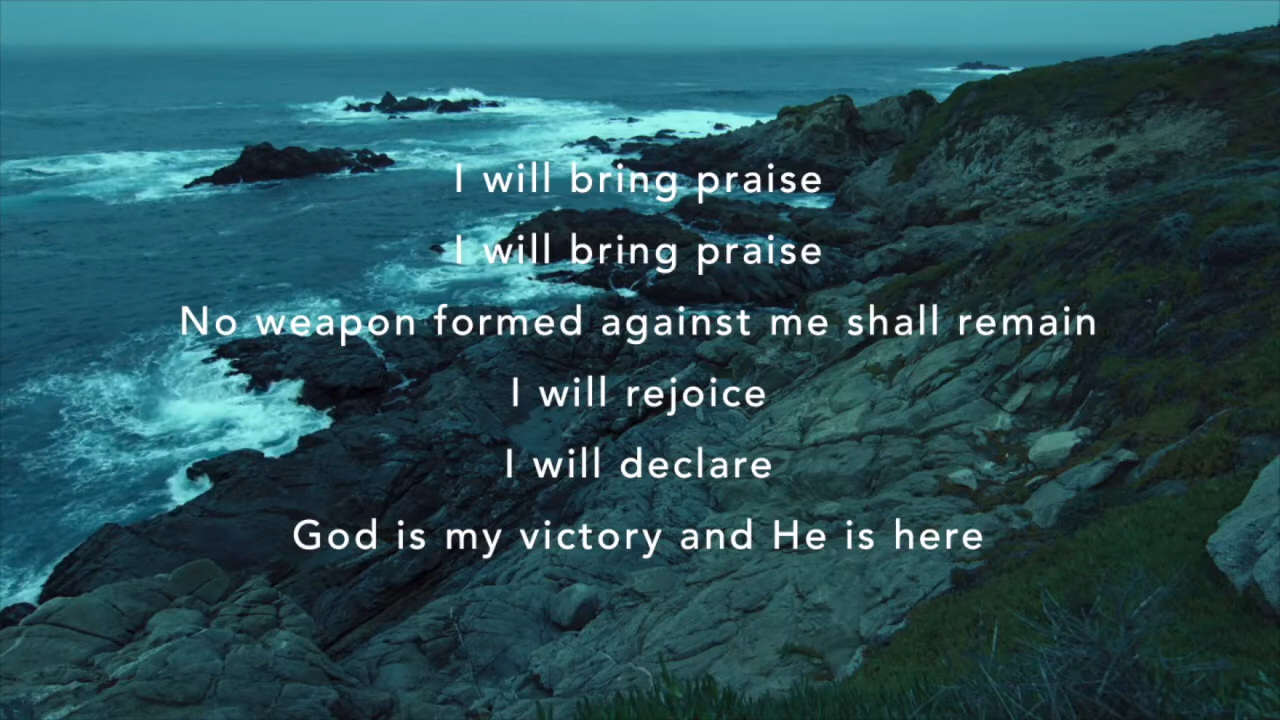 I will bring praise
I will bring praise
No weapon formed against me shall remain
I will rejoice
I will declare
God is my victory and He is here